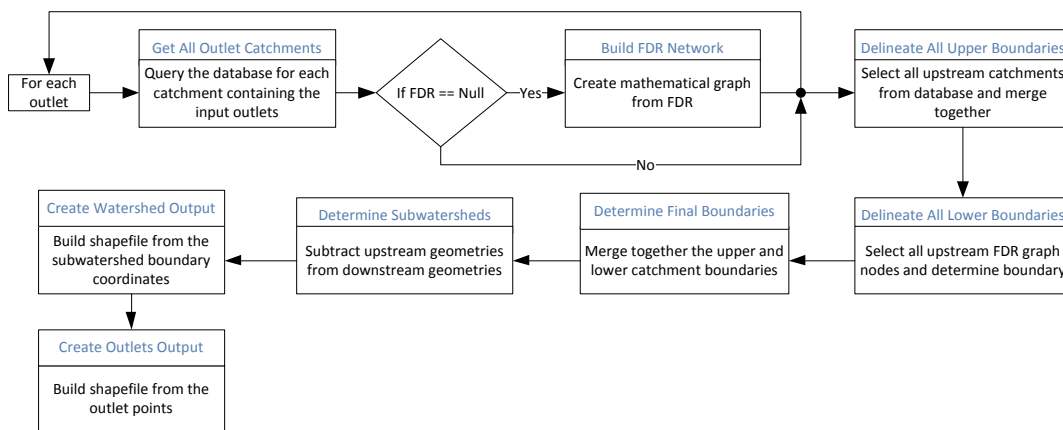 For each
outlet
Get All Outlet Catchments
Query the database for each
catchment containing the
input outlets
If FDR == Null
Yes
No
Build FDR Network
Create mathematical graph
from FDR
Delineate All Upper Boundaries
Select all upstream catchments
from database and merge
together
Delineate All Lower Boundaries
Select all upstream FDR graph
nodes and determine boundary
Determine Final Boundaries
Merge together the upper and
lower catchment boundaries
Determine Subwatersheds
Subtract upstream geometries
from downstream geometries
Create Watershed Output
Build shapefile from the
subwatershed boundary
coordinates
Create Outlets Output
Build shapefile from the
outlet points